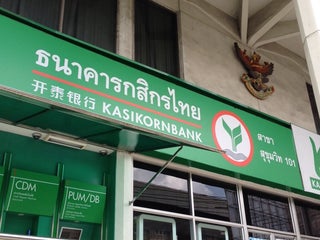 ธนาคารกสิกรไทย
开泰银行 KASIKORNBANK
สาขา
สุขุมวิท 101
KA
CDM
PUM/DB